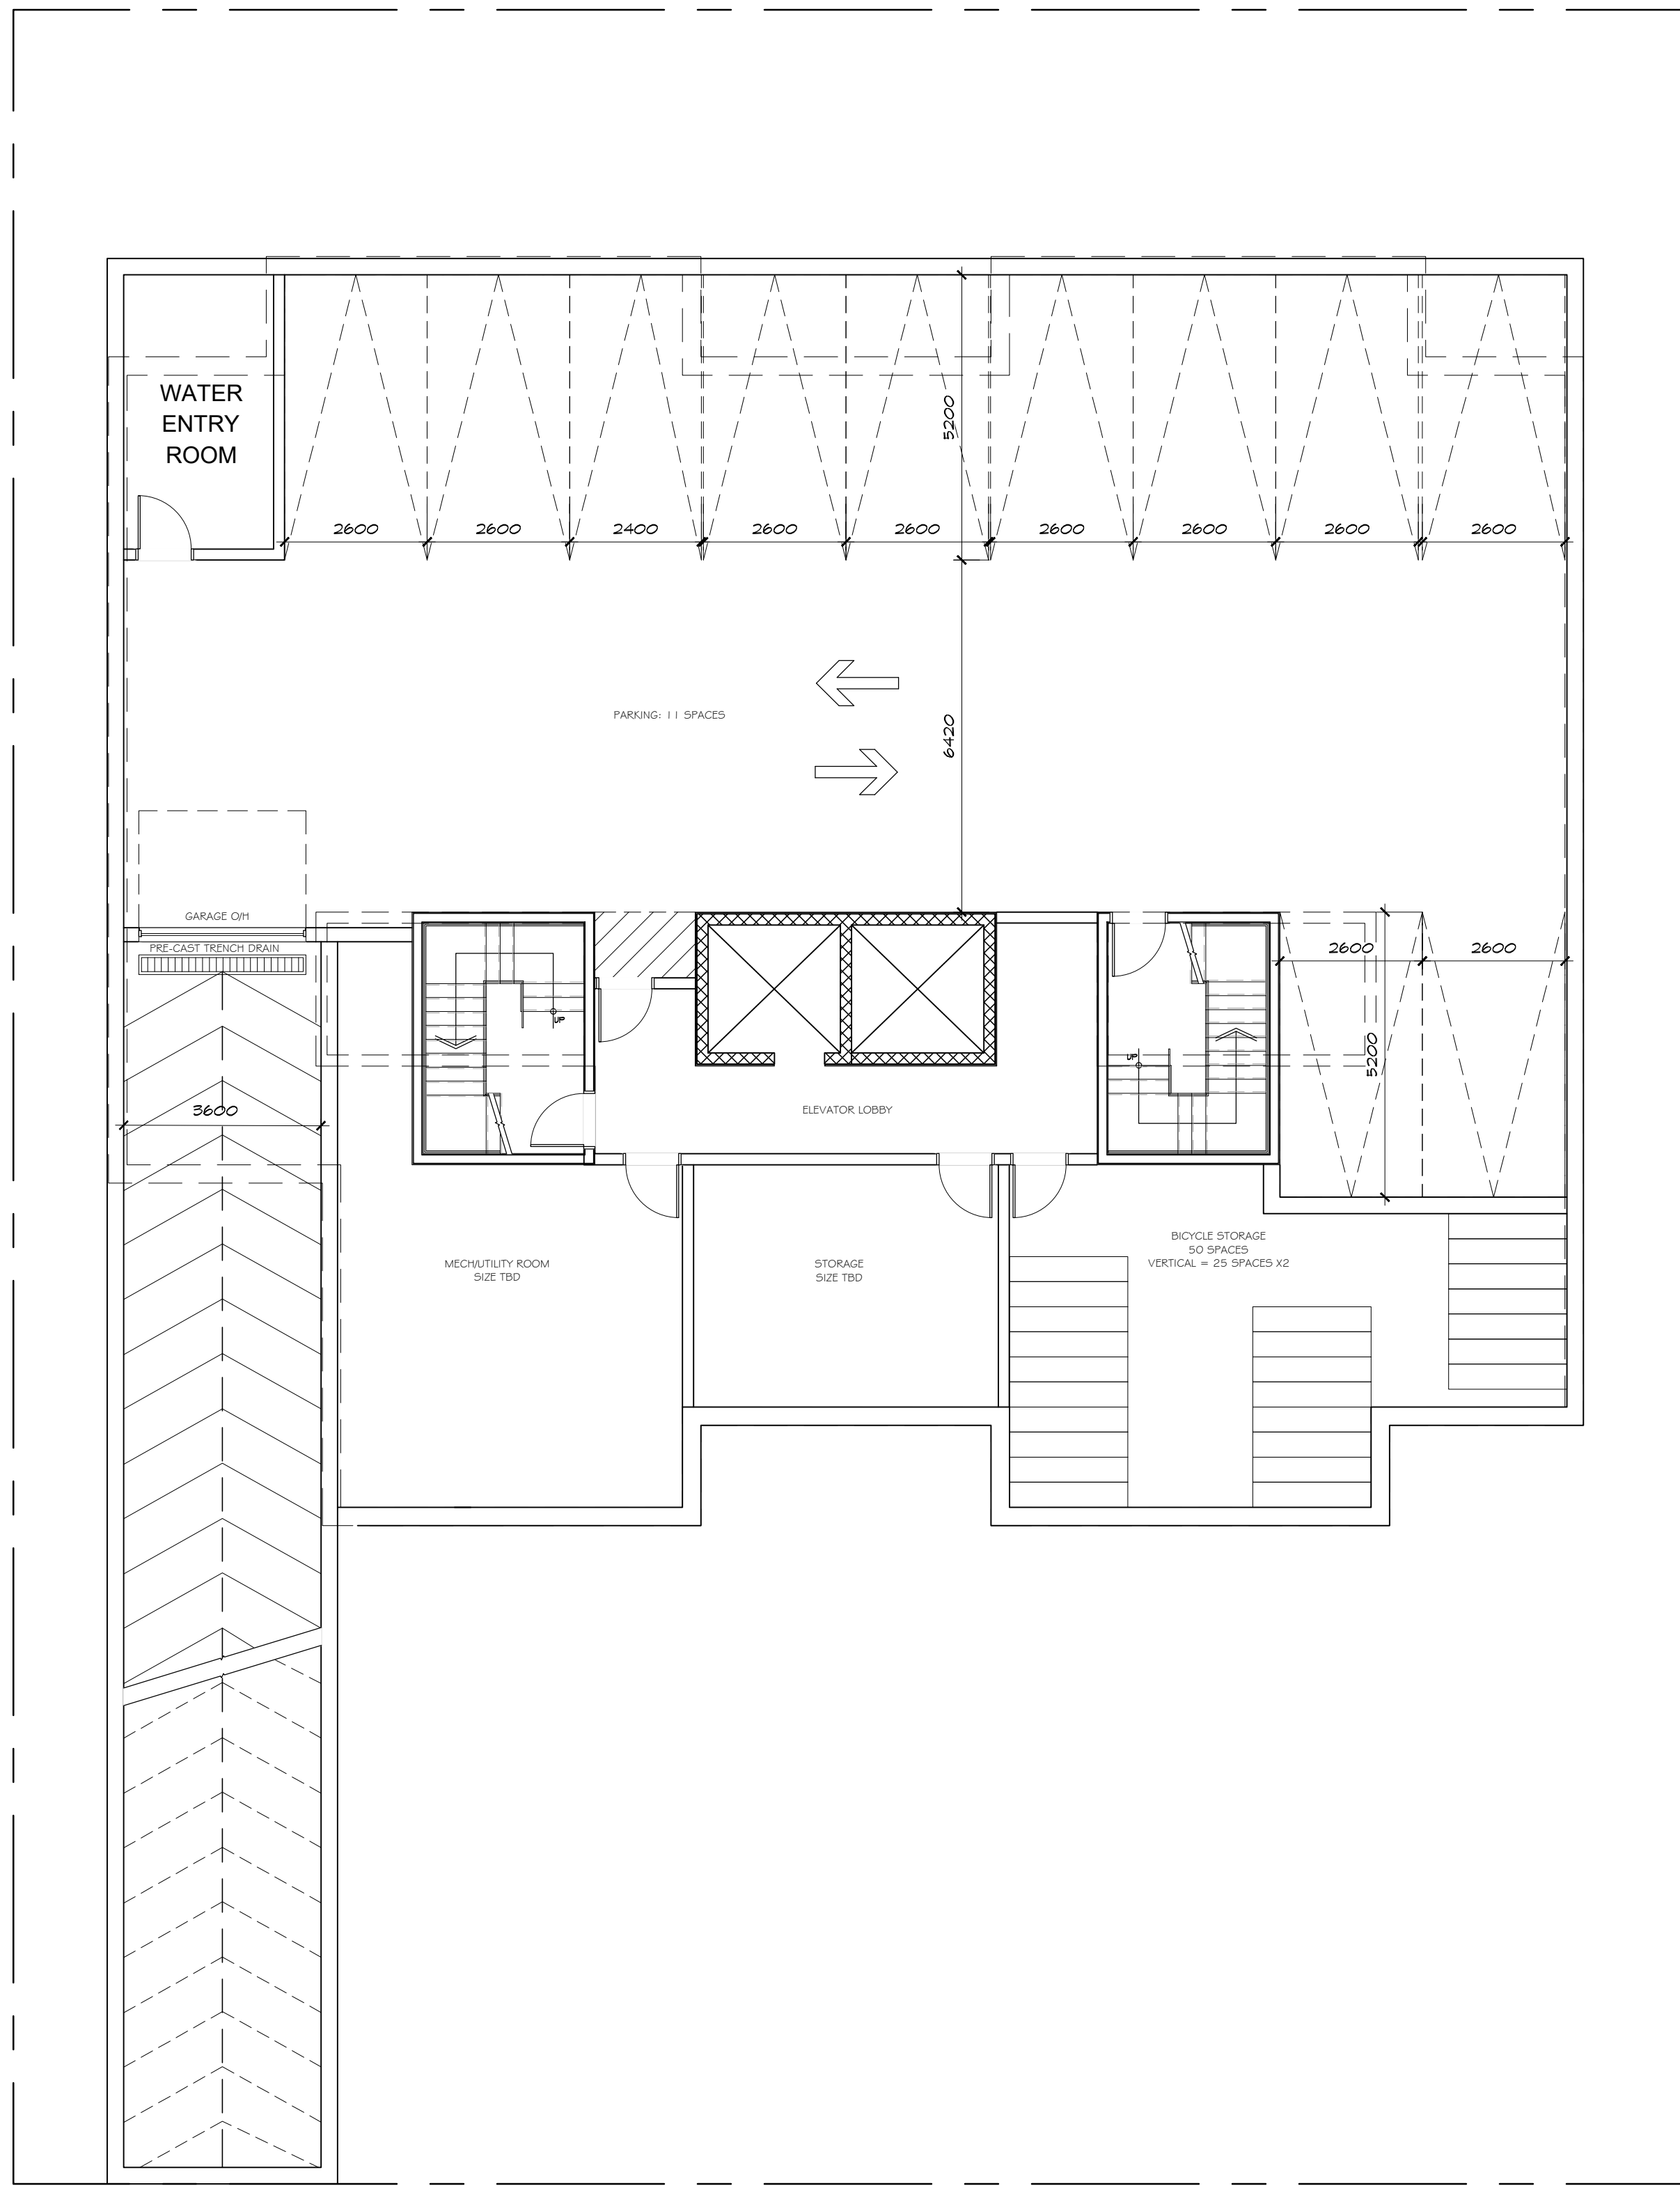 WATER
ENTRY
ROOM
5200
2600
2600
2400
2600
2600
2600
2600
2600
2600
PARKING: 11 SPACES
6420
GARAGE O/H
PRE-CAST TRENCH DRAIN
2600
2600
UP
UP
5200
3600
ELEVATOR LOBBY
MECH/UTILITY ROOM
SIZE TBD
STORAGE
SIZE TBD
BICYCLE STORAGE
50 SPACES
VERTICAL = 25 SPACES X2